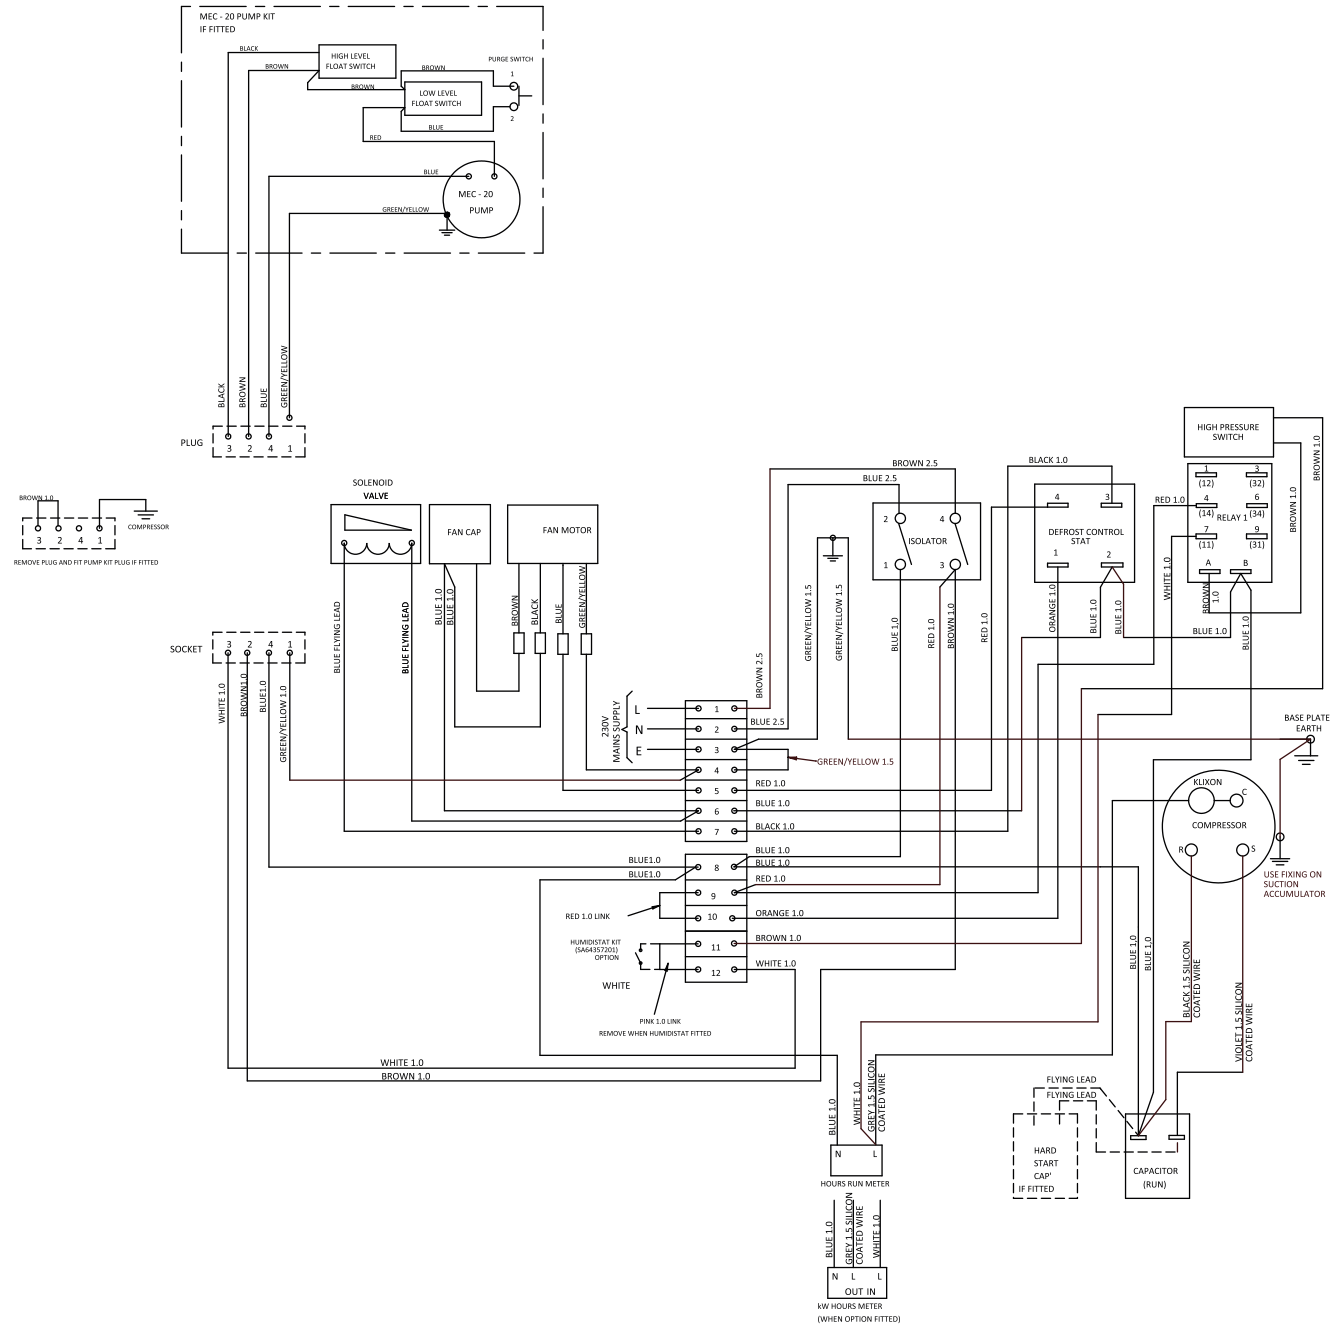 MEC - 20 PUMP KIT
IF FITTED
BLACK
HIGH LEVEL
FLOAT SWITCH
BROWN
BROWN
BROWN
PURGE SWITCH
1
2
LOW LEVEL
FLOAT SWITCH
BLUE
RED
BLUE
MEC - 20
PUMP
GREEN/YELLOW
BLACK
BROWN
BLUE
GREEN/YELLOW
PLUG
3 2 4 1
BROWN 1.0
3 2 4 1
COMPRESSOR
REMOVE PLUG AND FIT PUMP KIT PLUG IF FITTED
SOCKET
3 2 4 1
WHITE 1.0
BROWN1.0
BLUE1.0
GREEN/YELLOW 1.0
SOLENOID
VALVE
FAN CAP
FAN MOTOR
BLUE FLYING LEAD
BLUE FLYING LEAD
BLUE 1.0
BLUE 1.0
BROWN
BLACK
BLUE
GREEN/YELLOW
230V
MAINS SUPPLY
L
N
E
1
2
3
4
5
6
7
8
9
10
11
12
BROWN 2.5
BLUE 2.5
BROWN 2.5
BLUE 2.5
GREEN/YELLOW 1.5
GREEN/YELLOW 1.5
GREEN/YELLOW 1.5
RED 1.0
BLUE 1.0
BLACK 1.0
BLUE 1.0
BLUE 1.0
RED 1.0
ORANGE 1.0
BROWN 1.0
WHITE 1.0
BLUE1.0
BLUE1.0
RED 1.0 LINK
HUMIDISTAT KIT
(SA64357201)
OPTION
WHITE
PINK 1.0 LINK
REMOVE WHEN HUMIDISTAT FITTED
WHITE 1.0
BROWN 1.0
2 4
ISOLATOR
1 3
BLUE 1.0
RED 1.0
BROWN 1.0
RED 1.0
BLACK 1.0
4 3
DEFROST CONTROL
STAT
1 2
ORANGE 1.0
BLUE 1.0
BLUE 1.0
HIGH PRESSURE
SWITCH
BROWN 1.0
BROWN 1.0
RED 1.0
1 3
(12) (32)
4 6
(14) (34)
RELAY 1
7 9
(11) (31)
A B
WHITE 1.0
BROWN
1.0
BLUE 1.0
BLUE 1.0
BASE PLATE
EARTH
KLIXON
C
COMPRESSOR
R S
USE FIXING ON
SUCTION
ACCUMULATOR
BLUE 1,0
BLUE 1,0
BLACK 1.5 SILICON
COATED WIRE
VIOLET 1.5 SILICON
COATED WIRE
FLYING LEAD
FLYING LEAD
HARD
START
CAP'
IF FITTED
CAPACITOR
(RUN)
BLUE 1.0
WHITE 1.0
GREY 1.5 SILICON
COATED WIRE
N L
HOURS RUN METER
BLUE 1.0
GREY 1.5 SILICON
COATED WIRE
WHITE 1.0
N L L
OUT IN
kW HOURS METER
(WHEN OPTION FITTED)